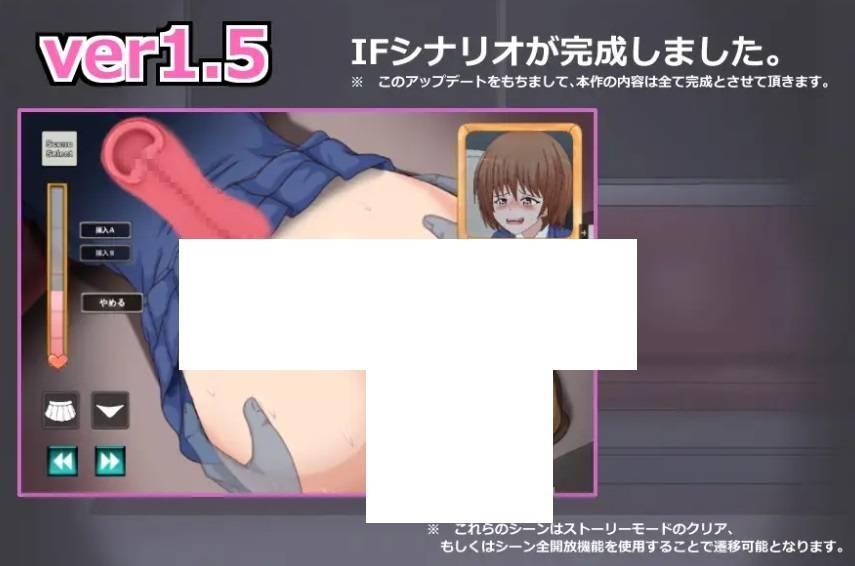 ver1.5
IFシナリオが完成しました。
※ このアップデートをもちまして、本作の内容は全て完成とさせて頂きます。
Scene
Select
挿入A
挿入B
やめる
※ これらのシーンはストーリーモードのクリア、
もしくはシーン全開放機能を使用することで遷移可能となります。